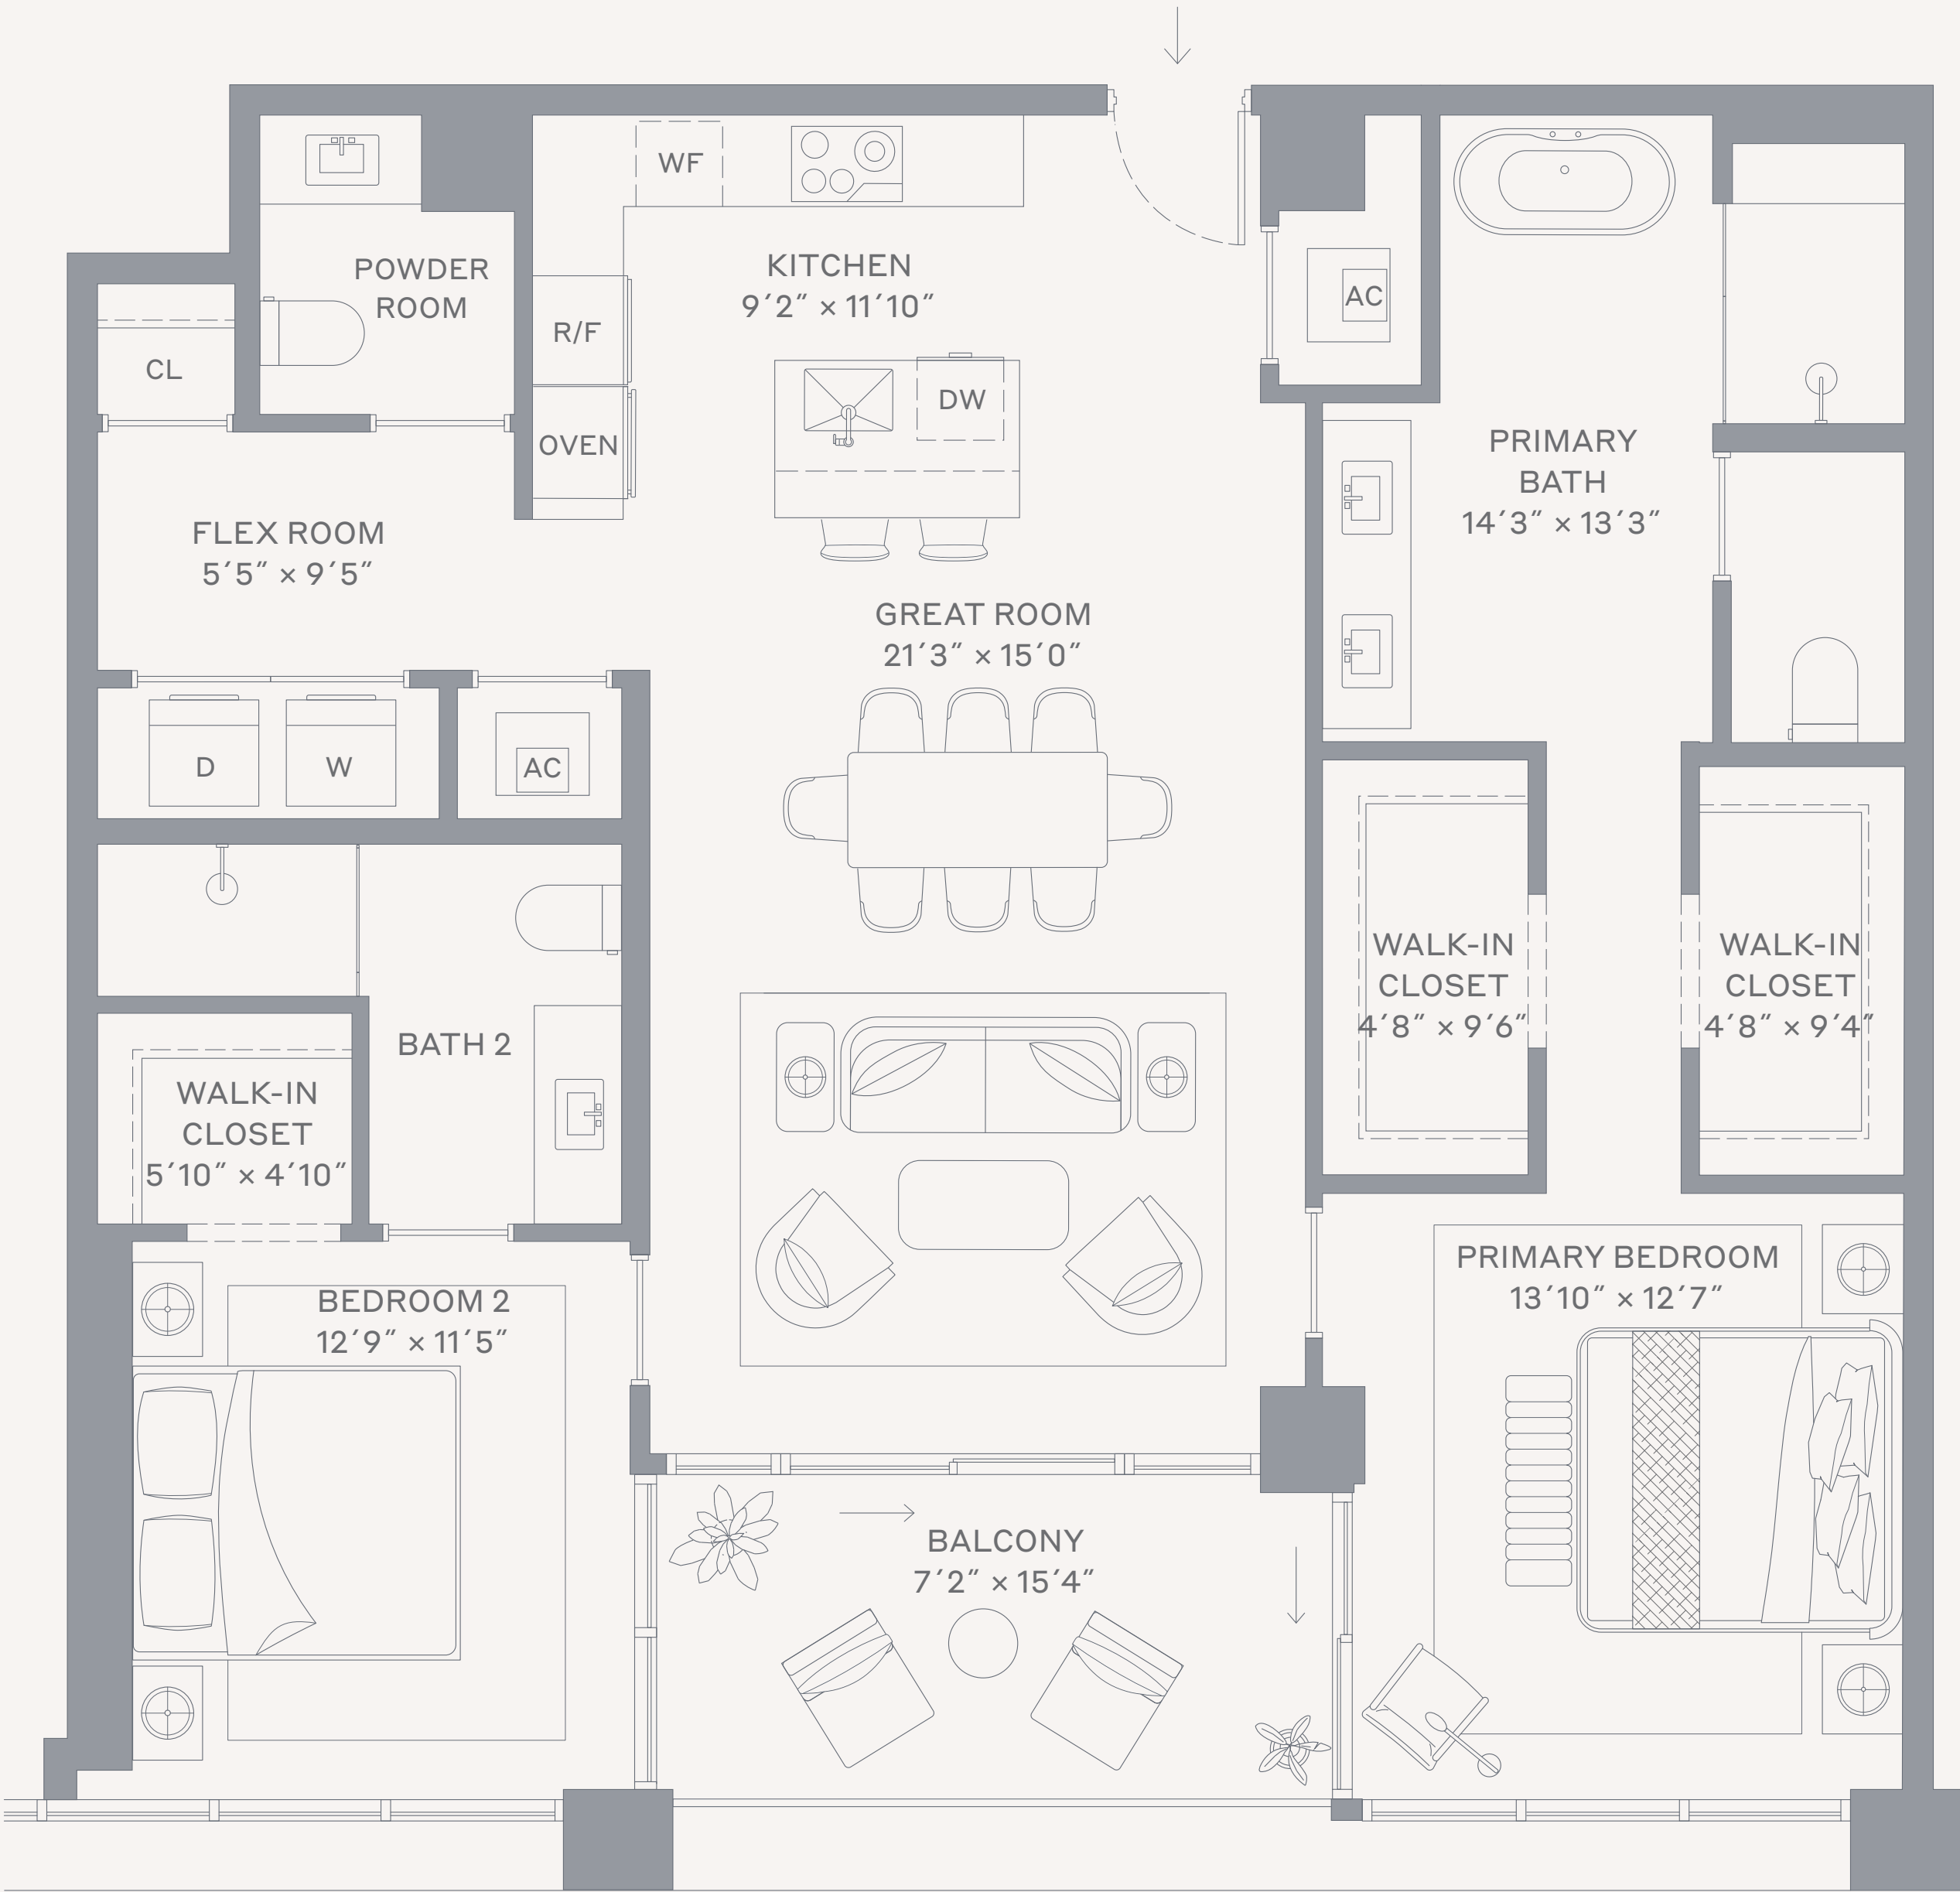 WF
POWDER
ROOM
KITCHEN
9′2″ × 11′10″
AC
R/F
CL
DW
OVEN
PRIMARY
BATH
14′3″ × 13′3″
FLEX ROOM
5′5″ × 9′5″
GREAT ROOM
21′3″ × 15′0″
D
W
AC
WALK-IN
CLOSET
4′8″ × 9′6″
WALK-IN
CLOSET
4′8″ × 9′4″
BATH 2
WALK-IN
CLOSET
5′10″ × 4′10″
PRIMARY BEDROOM
13′10″ × 12′7″
BEDROOM 2
12′9″ × 11′5″
BALCONY
7′2″ × 15′4″